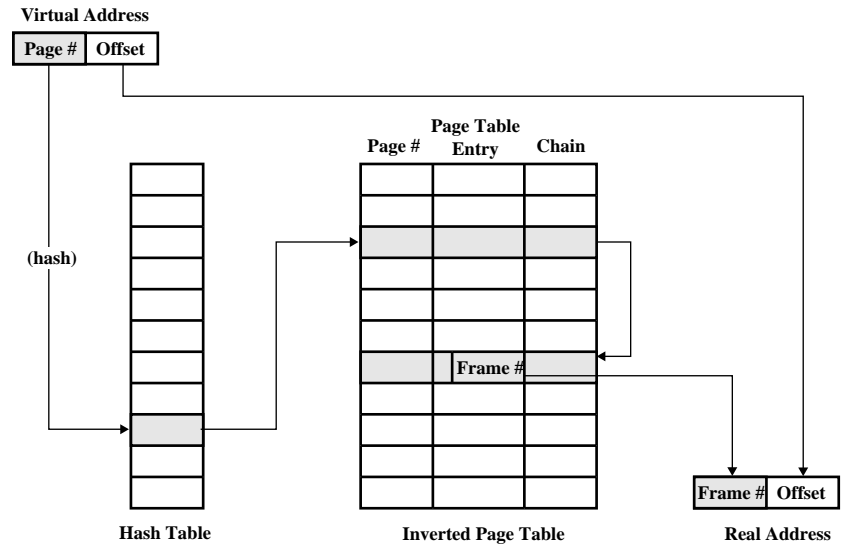 Virtual Address
Page # Offset
Page Table
Page # Entry Chain
(hash)
Frame #
Frame # Offset
Hash Table Inverted Page Table Real Address